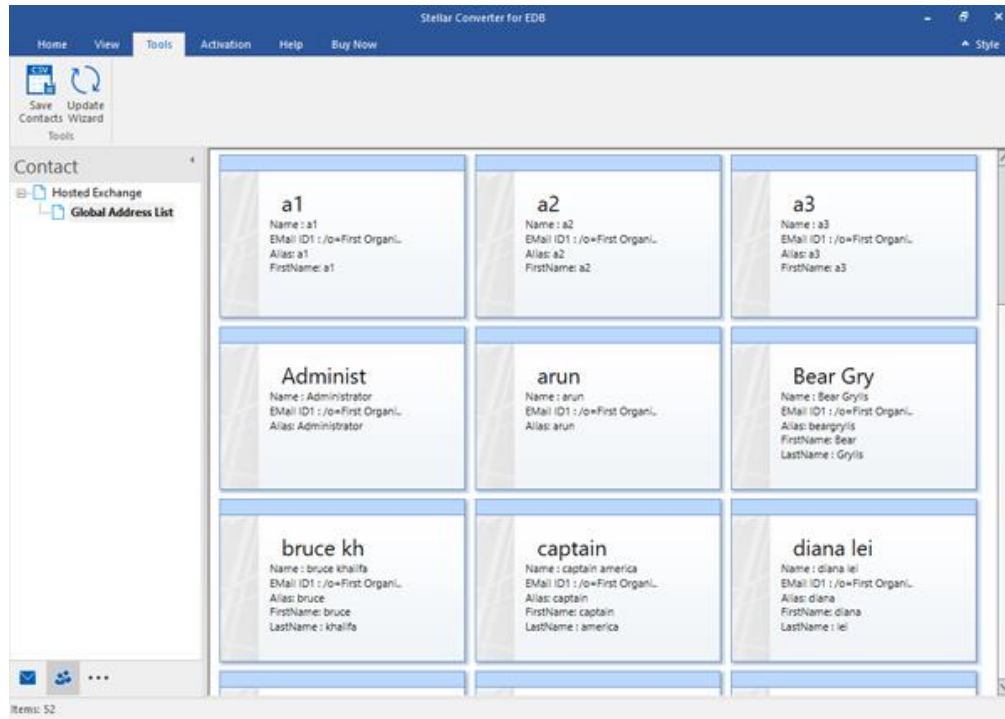 Stellar Converter for EDB
Home View Tools Activation Help Buy Now Style
CSV
Save Contacts Update Wizard
Tools
Contact
Hosted Exchange
Global Address List
a1
Name : a1
EMail ID1 : /o=First Organi...
Alias: a1
FirstName: a1
a2
Name : a2
EMail ID1 : /o=First Organi...
Alias: a2
FirstName: a2
a3
Name : a3
EMail ID1 : /o=First Organi...
Alias: a3
FirstName: a3
Administ
Name : Administrator
EMail ID1 : /o=First Organi...
Alias: Administrator
arun
Name : arun
EMail ID1 : /o=First Organi...
Alias: arun
Bear Gry
Name : Bear Grylls
EMail ID1 : /o=First Organi...
Alias: beargrylls
FirstName: Bear
LastName : Grylls
bruce kh
Name : bruce khalifa
EMail ID1 : /o=First Organi...
Alias: bruce
FirstName: bruce
LastName : khalifa
captain
Name : captain america
EMail ID1 : /o=First Organi...
Alias: captain
FirstName: captain
LastName : america
diana lei
Name : diana lei
EMail ID1 : /o=First Organi...
Alias: diana
FirstName: diana
LastName : lei
Items: 52